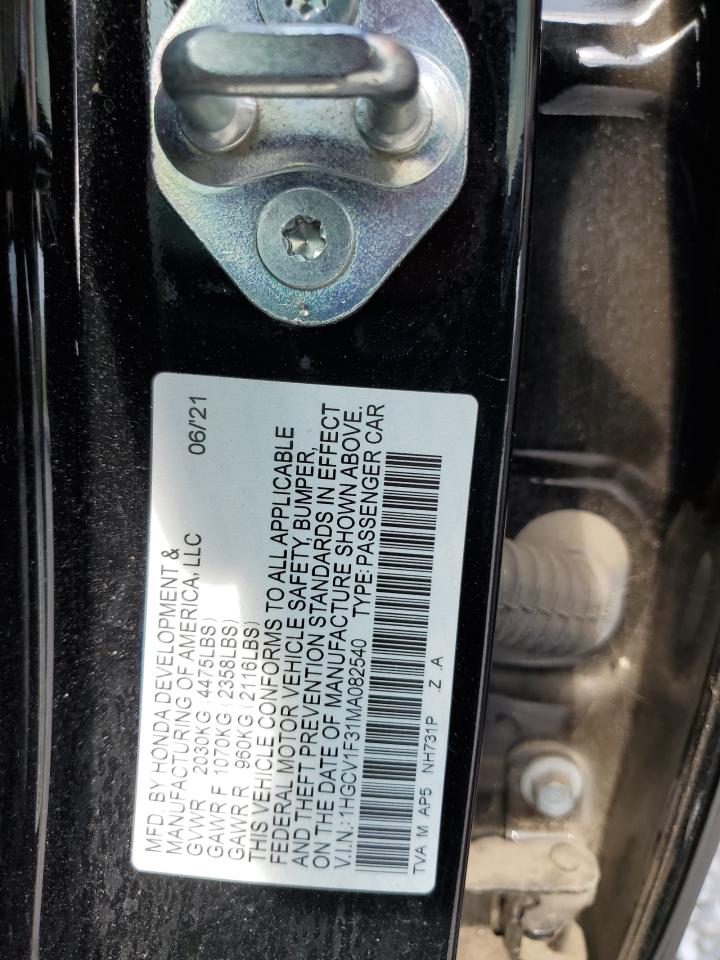 MFD. BY HONDA DEVELOPMENT &
MANUFACTURING OF AMERICA, LLC 06/'21
GVWR 2030KG (4475LBS)
GAWR F 1070KG (2358LBS)
GAWR R 960KG (2116LBS)
THIS VEHICLE CONFORMS TO ALL APPLICABLE
FEDERAL MOTOR VEHICLE SAFETY, BUMPER,
AND THEFT PREVENTION STANDARDS IN EFFECT
ON THE DATE OF MANUFACTURE SHOWN ABOVE.
V.I.N.: 1HGCV1F31MA082540 TYPE: PASSENGER CAR
TVA M AP5 NH731P .Z .A